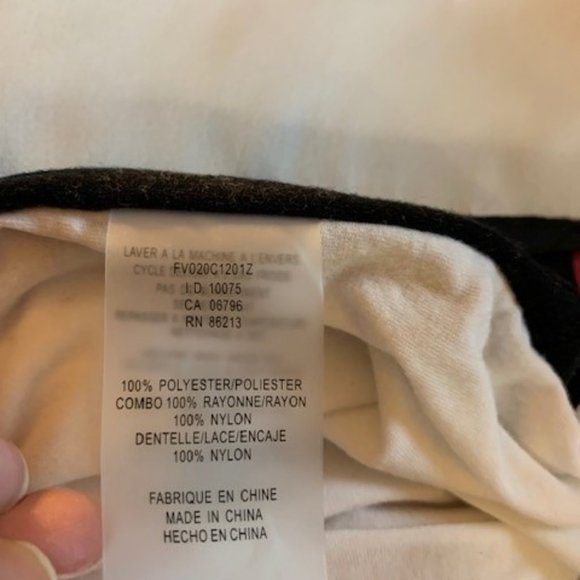 LAVER A LA MACHINE A L'ENVERS
CYCLE
FV020C1201Z
I.D. 10075
CA 06796
RN 86213
100% POLYESTER/POLIESTER
COMBO 100% RAYONNE/RAYON
100% NYLON
DENTELLE/LACE/ENCAJE
100% NYLON
FABRIQUE EN CHINE
MADE IN CHINA
HECHO EN CHINA